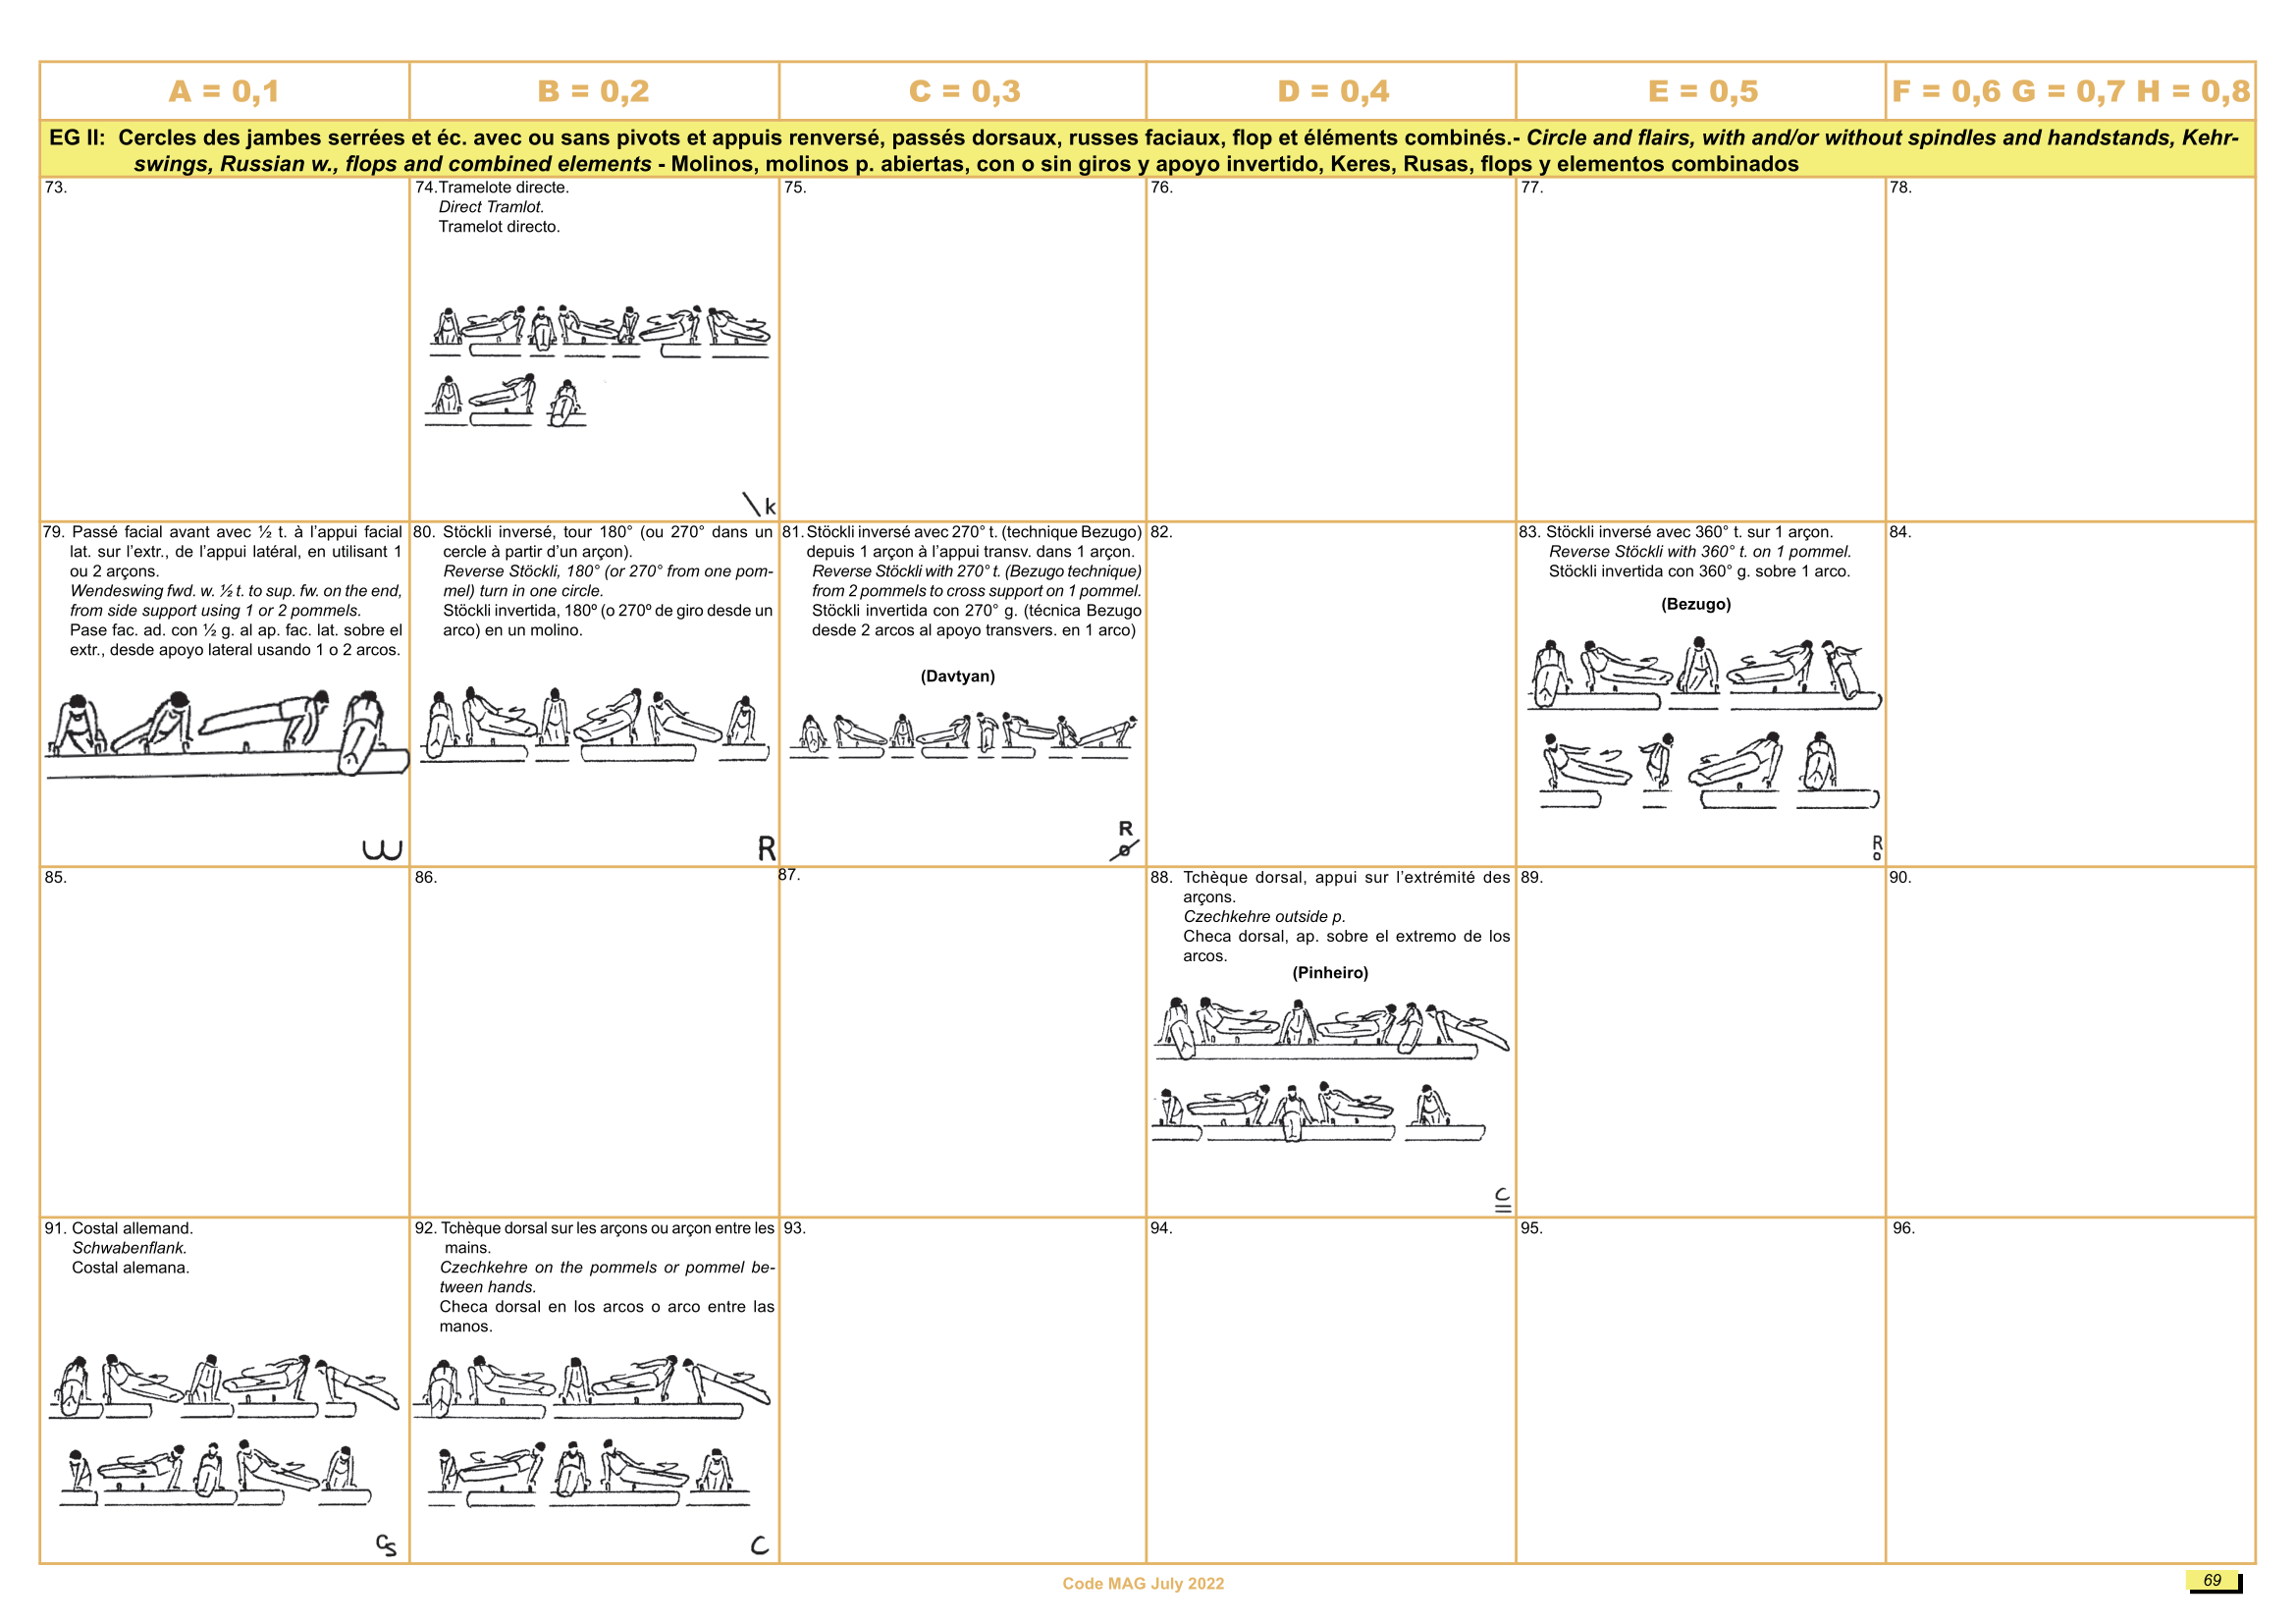 A = 0,1
B = 0,2
C = 0,3
D = 0,4
E = 0,5
F = 0,6 G = 0,7 H = 0,8
EG II: Cercles des jambes serrées et éc. avec ou sans pivots et appuis renversé, passés dorsaux, russes faciaux, flop et éléments combinés.- Circle and flairs, with and/or without spindles and handstands, Kehr-
swings, Russian w., flops and combined elements - Molinos, molinos p. abiertas, con o sin giros y apoyo invertido, Keres, Rusas, flops y elementos combinados
73.
74.Tramelote directe.
Direct Tramlot.
Tramelot directo.
\k
75.
76.
77.
78.
79. Passé facial avant avec ½ t. à l'appui facial
lat. sur l'extr., de l'appui latéral, en utilisant 1
ou 2 arçons.
Wendeswing fwd. w. ½ t. to sup. fw. on the end,
from side support using 1 or 2 pommels.
Pase fac. ad. con ½ g. al ap. fac. lat. sobre el
extr., desde apoyo lateral usando 1 o 2 arcos.
80. Stöckli inversé, tour 180° (ou 270° dans un
cercle à partir d'un arçon).
Reverse Stöckli, 180° (or 270° from one pom-
mel) turn in one circle.
Stöckli invertida, 180º (o 270º de giro desde un
arco) en un molino.
R
81. Stöckli inversé avec 270° t. (technique Bezugo)
depuis 1 arçon à l'appui transv. dans 1 arçon.
Reverse Stöckli with 270° t. (Bezugo technique)
from 2 pommels to cross support on 1 pommel.
Stöckli invertida con 270° g. (técnica Bezugo
desde 2 arcos al apoyo transvers. en 1 arco)
(Davtyan)
R
82.
83. Stöckli inversé avec 360° t. sur 1 arçon.
Reverse Stöckli with 360° t. on 1 pommel.
Stöckli invertida con 360° g. sobre 1 arco.
(Bezugo)
R
o
84.
85.
86.
87.
88. Tchèque dorsal, appui sur l'extrémité des
arçons.
Czechkehre outside p.
Checa dorsal, ap. sobre el extremo de los
arcos.
(Pinheiro)
C
89.
90.
91. Costal allemand.
Schwabenflank.
Costal alemana.
Cs
92. Tchèque dorsal sur les arçons ou arçon entre les
mains.
Czechkehre on the pommels or pommel be-
tween hands.
Checa dorsal en los arcos o arco entre las
manos.
C
93.
94.
95.
96.
Code MAG July 2022
69